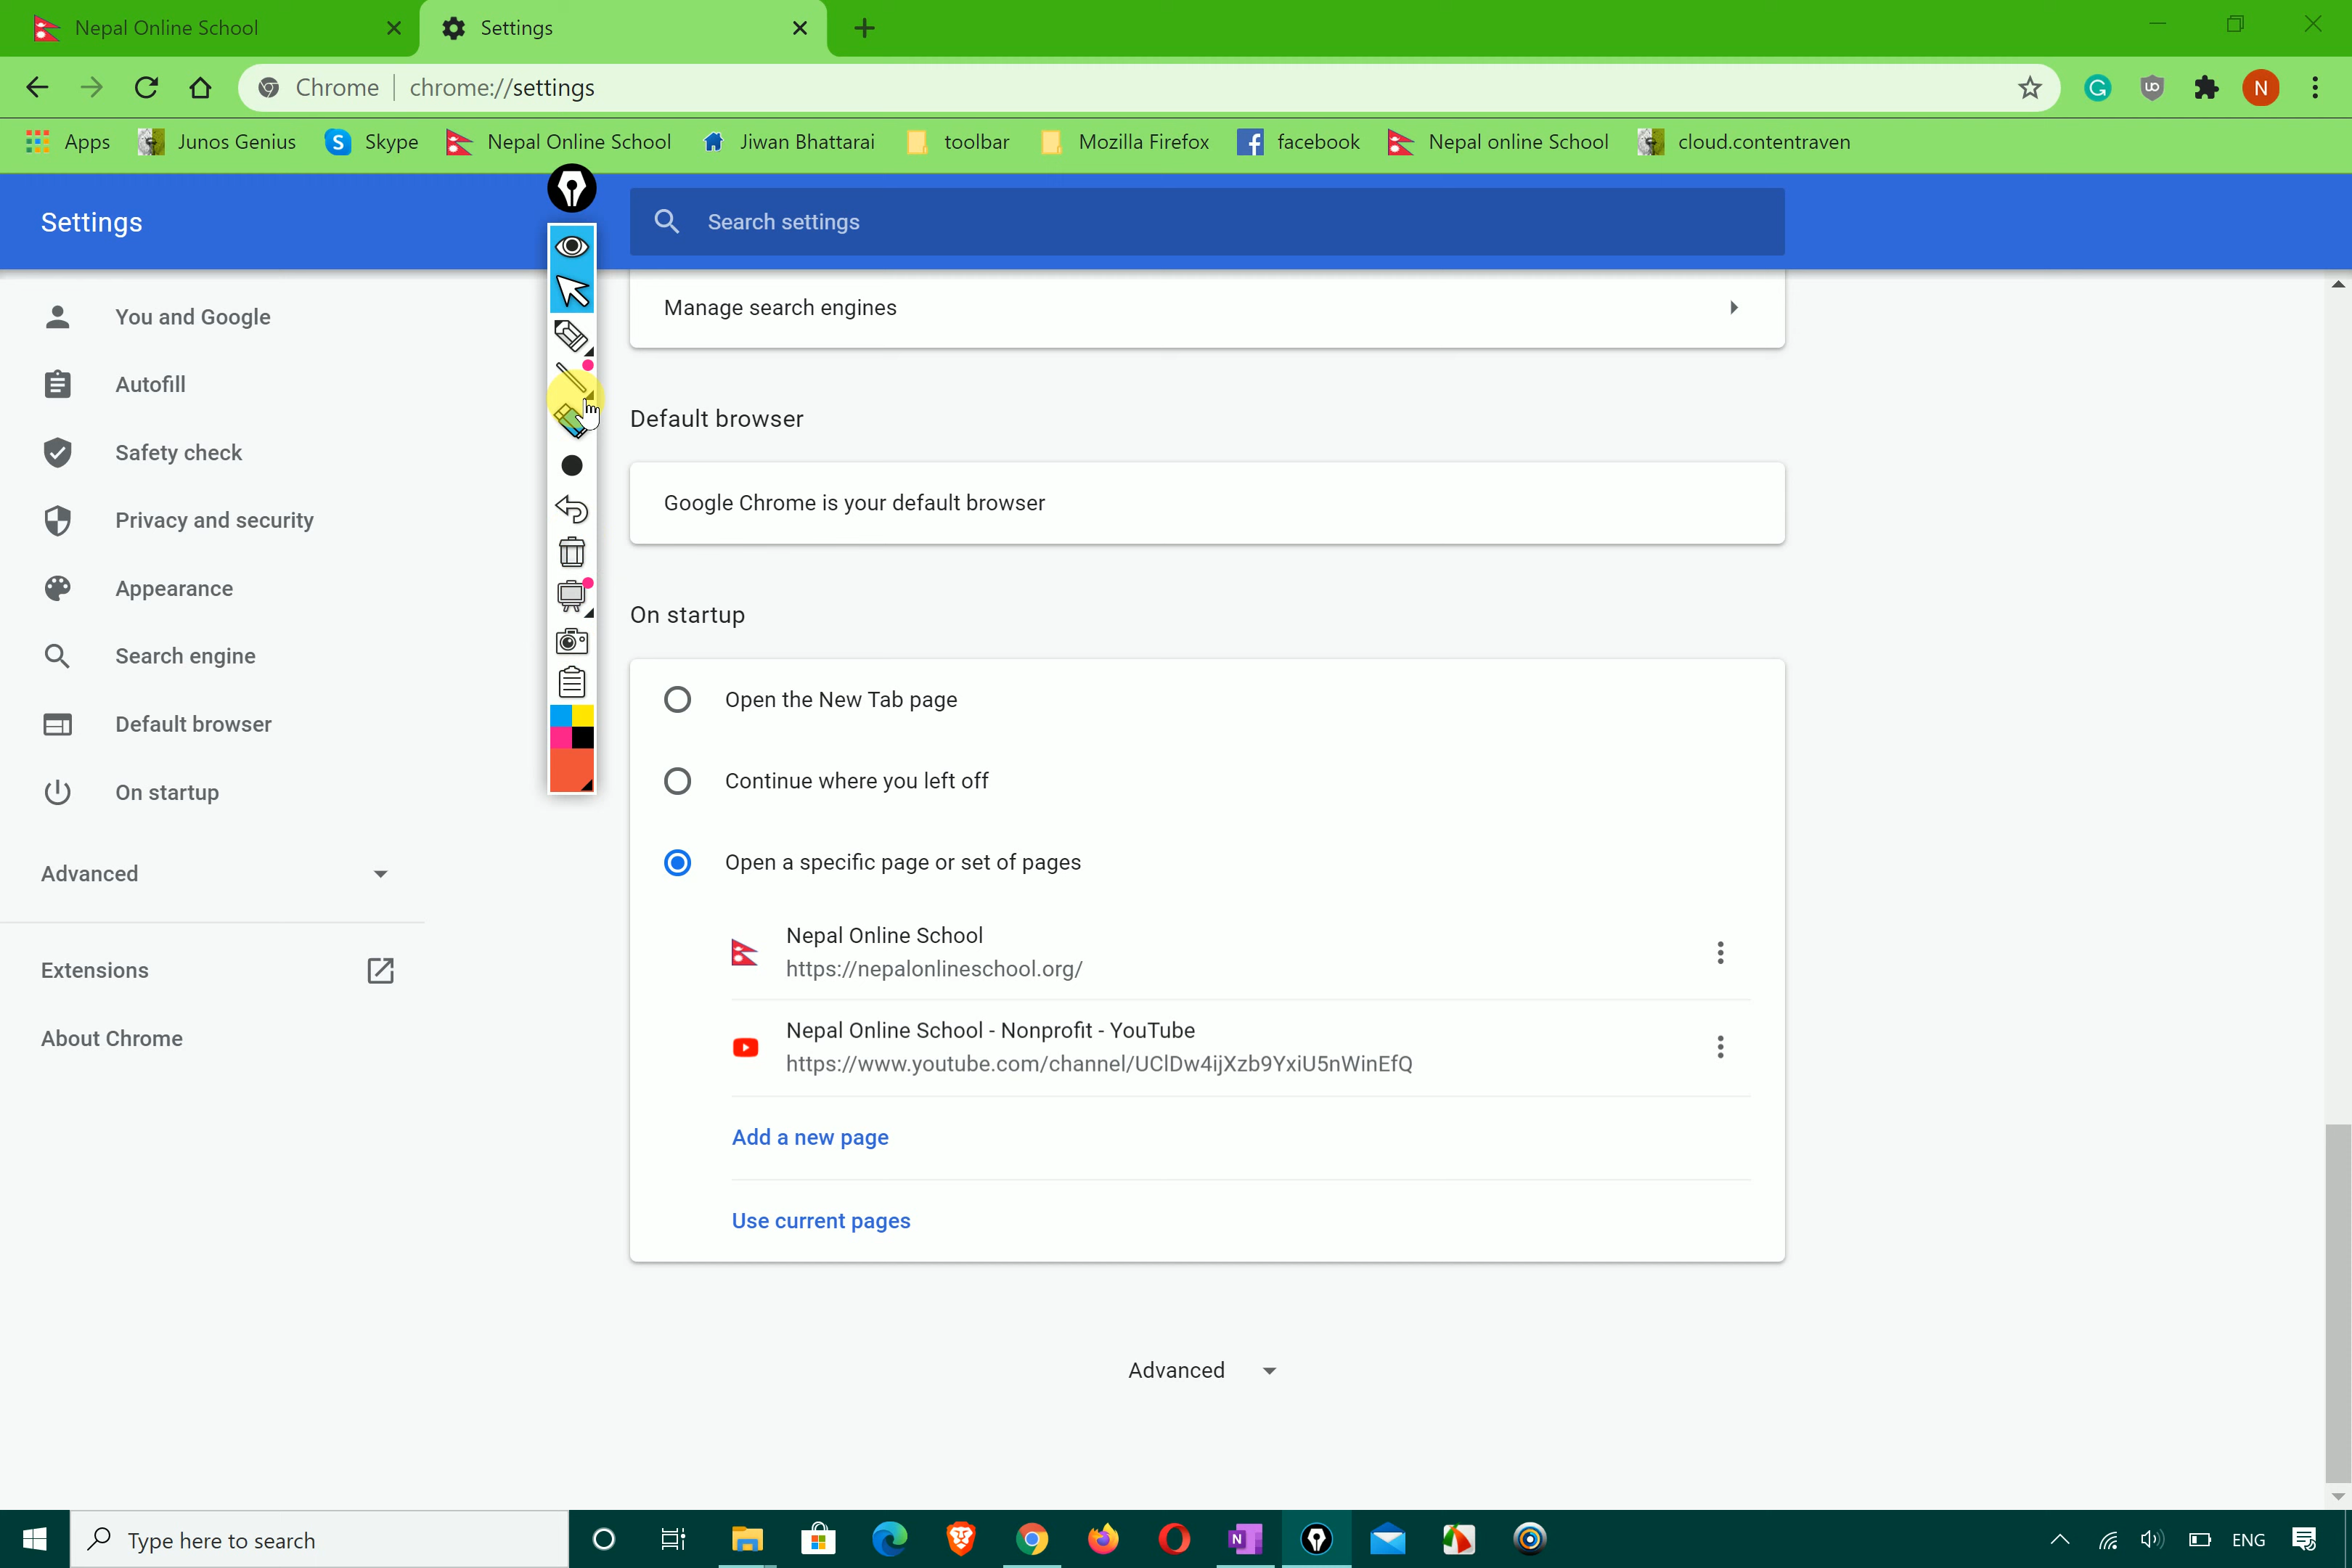 Nepal Online School
Settings
Chrome | chrome://settings
N
Apps
Junos Genius
Skype
Nepal Online School
Jiwan Bhattarai
toolbar
Mozilla Firefox
facebook
Nepal online School
cloud.contentraven
Settings
Search settings
You and Google
Autofill
Safety check
Privacy and security
Appearance
Search engine
Default browser
On startup
Advanced
Extensions
About Chrome
Manage search engines
Default browser
Google Chrome is your default browser
On startup
Open the New Tab page
Continue where you left off
Open a specific page or set of pages
Nepal Online School
https://nepalonlineschool.org/
Nepal Online School - Nonprofit - YouTube
https://www.youtube.com/channel/UClDw4ijXzb9YxiU5nWinEfQ
Add a new page
Use current pages
Advanced
Type here to search
ENG